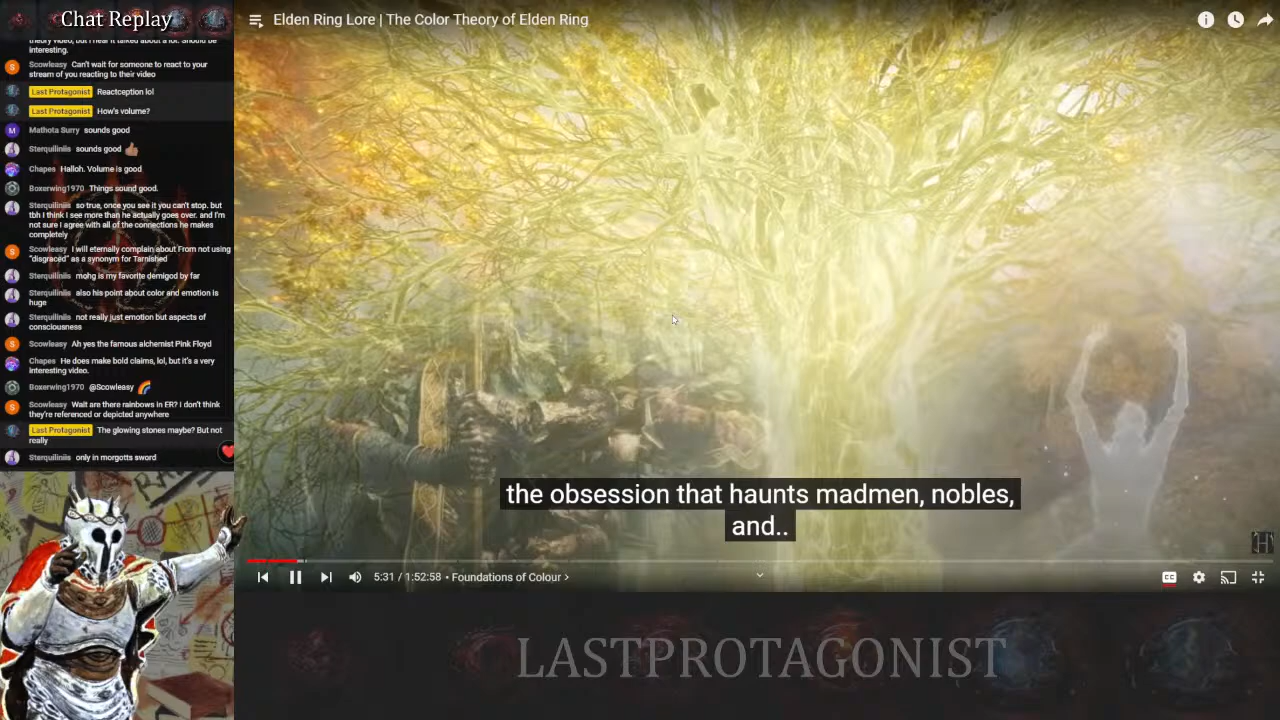 Chat Replay
theory video, but I hear it talked about a lot. Should be
interesting.
Scowleasy Can't wait for someone to react to your
stream of you reacting to their video
Last Protagonist Reactception lol
Last Protagonist How's volume?
M Mathota Surry sounds good
Sterquiliniis sounds good
Chapes Halloh. Volume is good
Boxerwing1970 Things sound good.
Sterquiliniis so true, once you see it you can't stop. but
tbh I think I see more than he actually goes over. and I'm
not sure I agree with all of the connections he makes
completely
Scowleasy I will eternally complain about From not using
"disgraced" as a synonym for Tarnished
Sterquiliniis mohg is my favorite demigod by far
Sterquiliniis also his point about color and emotion is
huge
Sterquiliniis not really just emotion but aspects of
consciousness
Scowleasy Ah yes the famous alchemist Pink Floyd
Chapes He does make bold claims, lol, but it's a very
interesting video.
Boxerwing1970 @Scowleasy
Scowleasy Wait are there rainbows in ER? I don't think
they're referenced or depicted anywhere
Last Protagonist The glowing stones maybe? But not
really
Sterquiliniis only in morgotts sword
Elden Ring Lore | The Color Theory of Elden Ring
the obsession that haunts madmen, nobles,
and..
5:31 / 1:52:58 • Foundations of Colour >
CC
LASTPROTAGONIST